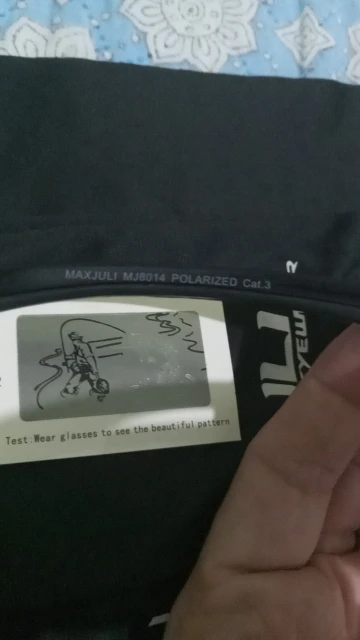 MAXJULI MJ8014 POLARIZED Cat.3
R
Test:Wear glasses to see the beautiful pattern